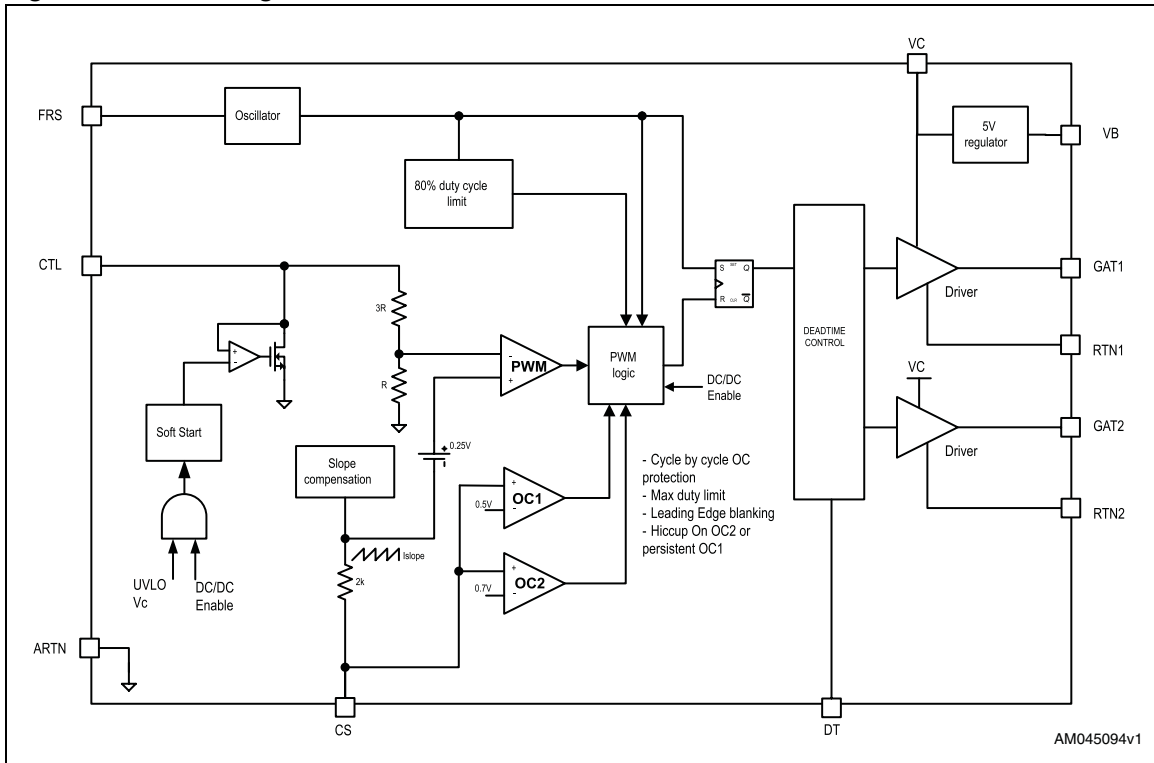 VC
FRS
Oscillator
5V
regulator
VB
80% duty cycle
limit
CTL
3R
S SET Q
R CLR Q
GAT1
Driver
DEADTIME
CONTROL
+
-
-
PWM
+
PWM
logic
RTN1
R
DC/DC
Enable
VC
Soft Start
Slope
compensation
+
0.25V
-
GAT2
Driver
- Cycle by cycle OC
protection
- Max duty limit
- Leading Edge blanking
- Hiccup On OC2 or
persistent OC1
+
OC1
0.5V
-
RTN2
Islope
2k
+
OC2
0.7V
-
UVLO
Vc
DC/DC
Enable
ARTN
CS
DT
AM045094v1